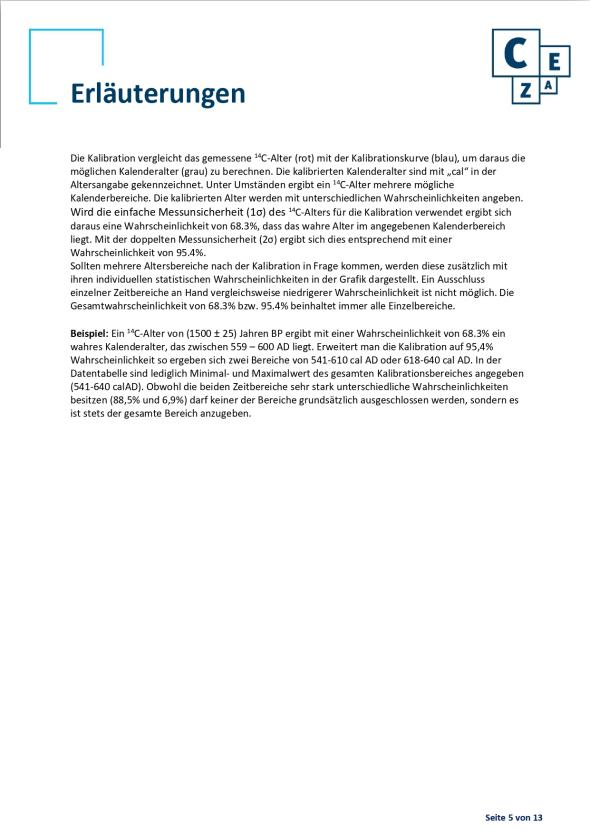 C
E
Z
A
Erläuterungen
Die Kalibration vergleicht das gemessene ¹⁴C-Alter (rot) mit der Kalibrationskurve (blau), um daraus die
möglichen Kalenderalter (grau) zu berechnen. Die kalibrierten Kalenderalter sind mit „cal“ in der
Altersangabe gekennzeichnet. Unter Umständen ergibt ein ¹⁴C-Alter mehrere mögliche
Kalenderbereiche. Die kalibrierten Alter werden mit unterschiedlichen Wahrscheinlichkeiten angeben.
Wird die einfache Messunsicherheit (1σ) des ¹⁴C-Alters für die Kalibration verwendet ergibt sich
daraus eine Wahrscheinlichkeit von 68.3%, dass das wahre Alter im angegebenen Kalenderbereich
liegt. Mit der doppelten Messunsicherheit (2σ) ergibt sich dies entsprechend mit einer
Wahrscheinlichkeit von 95.4%.
Sollten mehrere Altersbereiche nach der Kalibration in Frage kommen, werden diese zusätzlich mit
ihren individuellen statistischen Wahrscheinlichkeiten in der Grafik dargestellt. Ein Ausschluss
einzelner Zeitbereiche an Hand vergleichsweise niedrigerer Wahrscheinlichkeit ist nicht möglich. Die
Gesamtwahrscheinlichkeit von 68.3% bzw. 95.4% beinhaltet immer alle Einzelbereiche.
Beispiel: Ein ¹⁴C-Alter von (1500 ± 25) Jahren BP ergibt mit einer Wahrscheinlichkeit von 68.3% ein
wahres Kalenderalter, das zwischen 559 – 600 AD liegt. Erweitert man die Kalibration auf 95,4%
Wahrscheinlichkeit so ergeben sich zwei Bereiche von 541-610 cal AD oder 618-640 cal AD. In der
Datentabelle sind lediglich Minimal- und Maximalwert des gesamten Kalibrationsbereiches angegeben
(541-640 calAD). Obwohl die beiden Zeitbereiche sehr stark unterschiedliche Wahrscheinlichkeiten
besitzen (88,5% und 6,9%) darf keiner der Bereiche grundsätzlich ausgeschlossen werden, sondern es
ist stets der gesamte Bereich anzugeben.
Seite 5 von 13